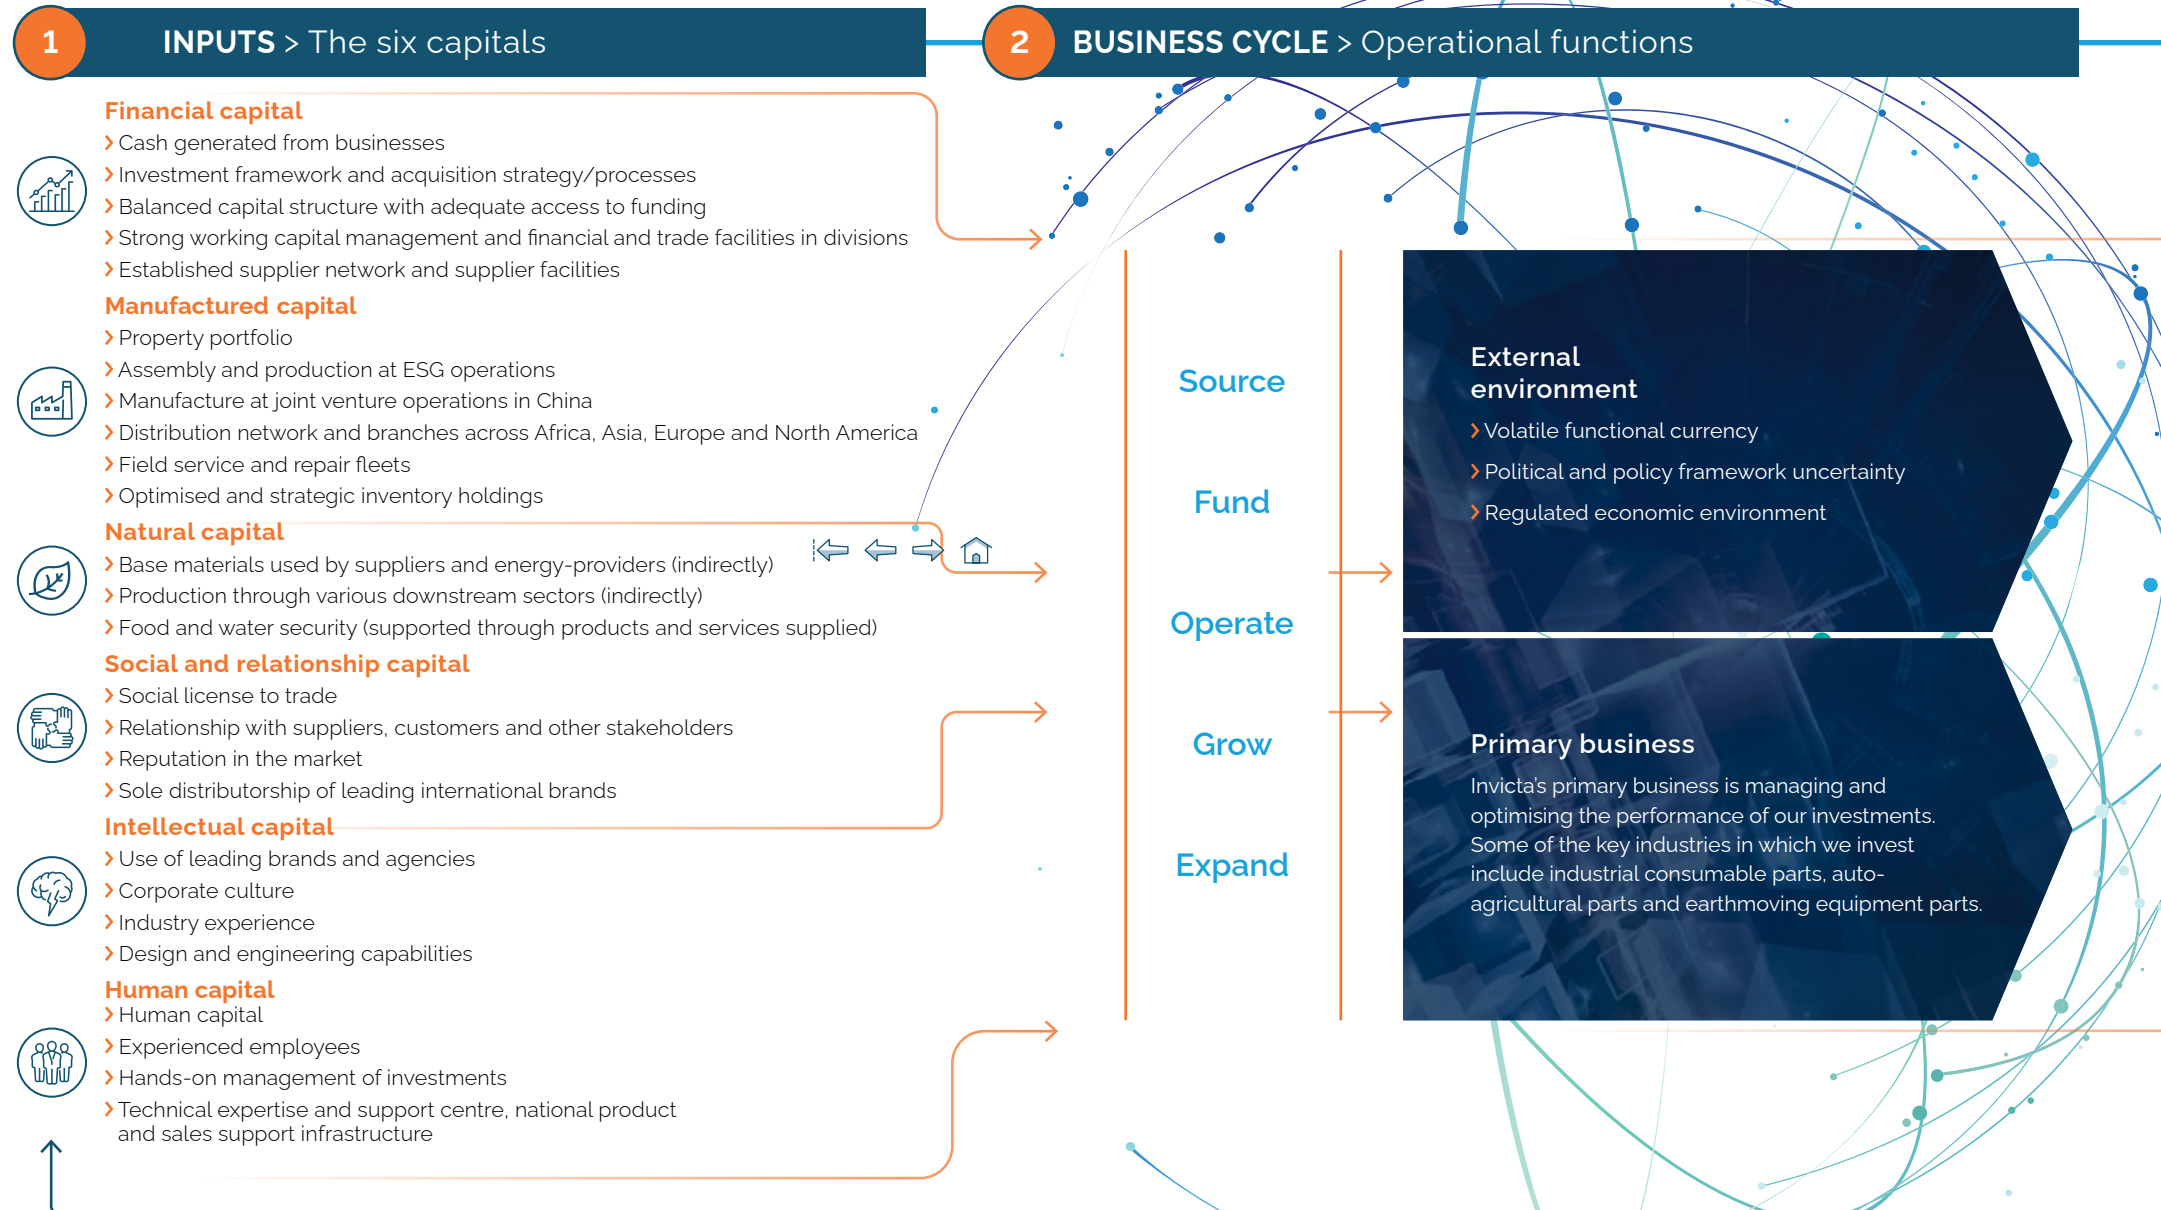 1
INPUTS > The six capitals
Financial capital
Cash generated from businesses
Investment framework and acquisition strategy/processes
Balanced capital structure with adequate access to funding
Strong working capital management and financial and trade facilities in divisions
Established supplier network and supplier facilities
Manufactured capital
Property portfolio
Assembly and production at ESG operations
Manufacture at joint venture operations in China
Distribution network and branches across Africa, Asia, Europe and North America
Field service and repair fleets
Optimised and strategic inventory holdings
Natural capital
Base materials used by suppliers and energy-providers (indirectly)
Production through various downstream sectors (indirectly)
Food and water security (supported through products and services supplied)
Social and relationship capital
Social license to trade
Relationship with suppliers, customers and other stakeholders
Reputation in the market
Sole distributorship of leading international brands
Intellectual capital
Use of leading brands and agencies
Corporate culture
Industry experience
Design and engineering capabilities
Human capital
Human capital
Experienced employees
Hands-on management of investments
Technical expertise and support centre, national product
and sales support infrastructure
2
BUSINESS CYCLE > Operational functions
Source
Fund
Operate
Grow
Expand
External
environment
Volatile functional currency
Political and policy framework uncertainty
Regulated economic environment
Primary business
Invicta's primary business is managing and
optimising the performance of our investments.
Some of the key industries in which we invest
include industrial consumable parts, auto-
agricultural parts and earthmoving equipment parts.